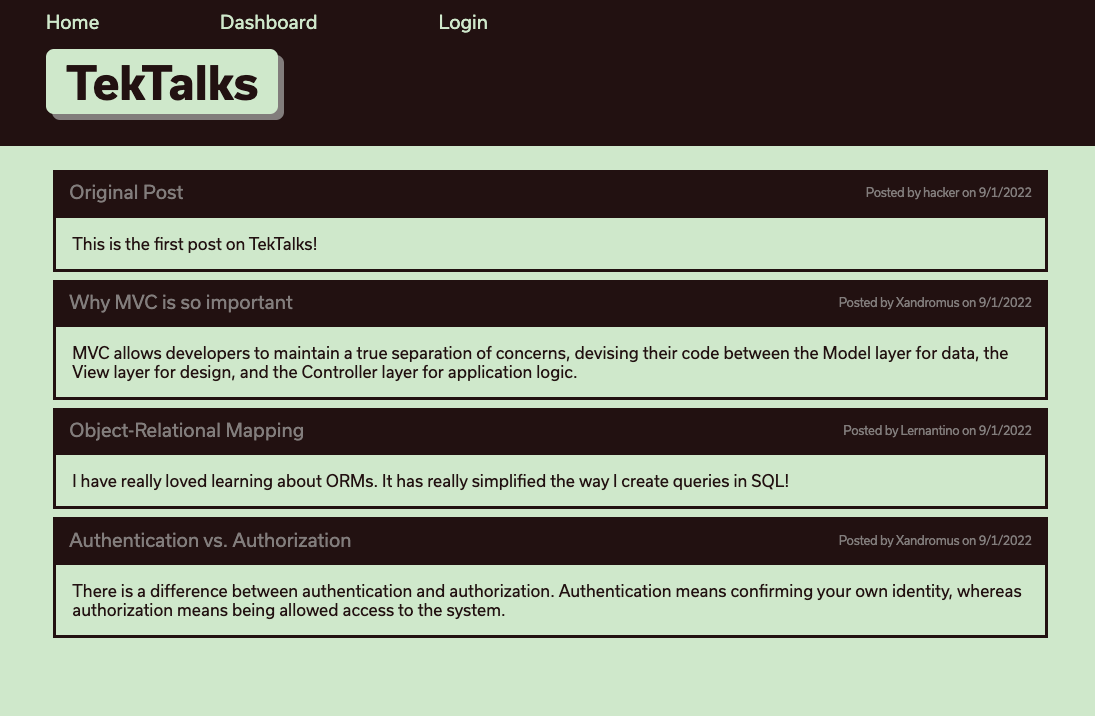 Home Dashboard Login
TekTalks
Original Post Posted by hacker on 9/1/2022
This is the first post on TekTalks!
Why MVC is so important Posted by Xandromus on 9/1/2022
MVC allows developers to maintain a true separation of concerns, devising their code between the Model layer for data, the
View layer for design, and the Controller layer for application logic.
Object-Relational Mapping Posted by Lernantino on 9/1/2022
I have really loved learning about ORMs. It has really simplified the way I create queries in SQL!
Authentication vs. Authorization Posted by Xandromus on 9/1/2022
There is a difference between authentication and authorization. Authentication means confirming your own identity, whereas
authorization means being allowed access to the system.